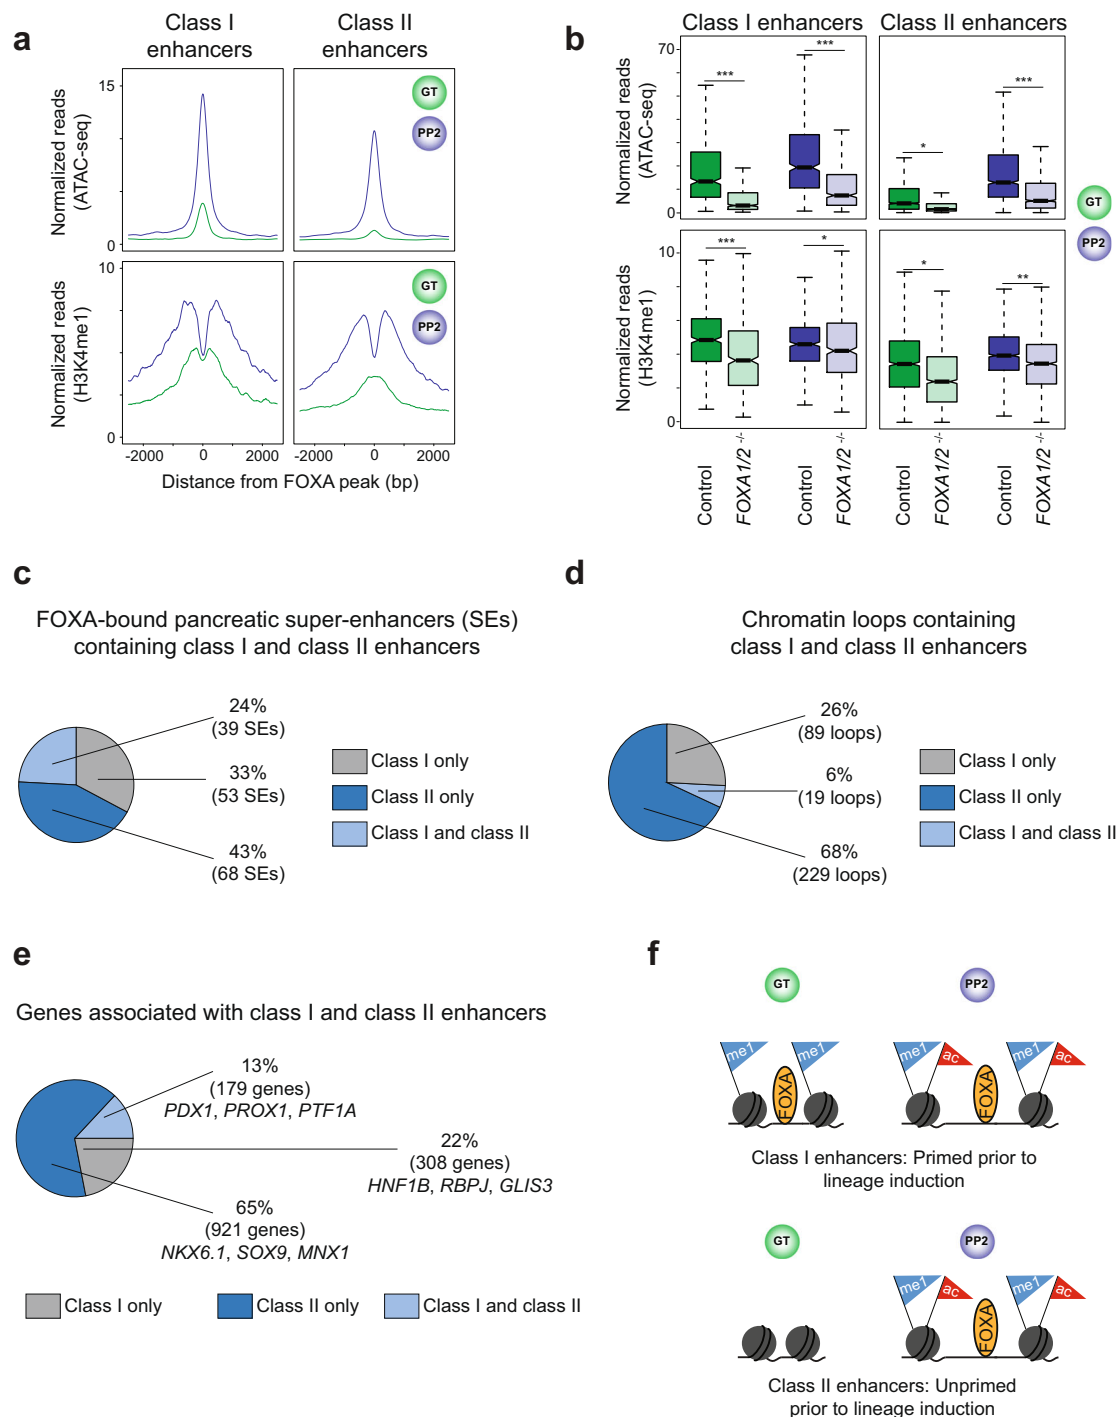 a
Class I
enhancers
Class II
enhancers
Normalized reads
(ATAC-seq)
15
0
GT
PP2
GT
PP2
Normalized reads
(H3K4me1)
10
0
-2000
0
2000
-2000
0
2000
Distance from FOXA peak (bp)
b
Class I enhancers
Class II enhancers
Normalized reads
(ATAC-seq)
70
0
***
***
*
***
GT
PP2
Normalized reads
(H3K4me1)
10
0
***
*
*
**
Control
FOXA1/2 -/-
Control
FOXA1/2 -/-
Control
FOXA1/2 -/-
Control
FOXA1/2 -/-
c
FOXA-bound pancreatic super-enhancers (SEs)
containing class I and class II enhancers
24%
(39 SEs)
33%
(53 SEs)
43%
(68 SEs)
Class I only
Class II only
Class I and class II
d
Chromatin loops containing
class I and class II enhancers
26%
(89 loops)
6%
(19 loops)
68%
(229 loops)
Class I only
Class II only
Class I and class II
e
Genes associated with class I and class II enhancers
13%
(179 genes)
PDX1, PROX1, PTF1A
22%
(308 genes)
HNF1B, RBPJ, GLIS3
65%
(921 genes)
NKX6.1, SOX9, MNX1
Class I only
Class II only
Class I and class II
f
GT
PP2
me1
me1
FOXA
me1
ac
FOXA
me1
ac
Class I enhancers: Primed prior to
lineage induction
GT
PP2
me1
ac
FOXA
me1
ac
Class II enhancers: Unprimed
prior to lineage induction